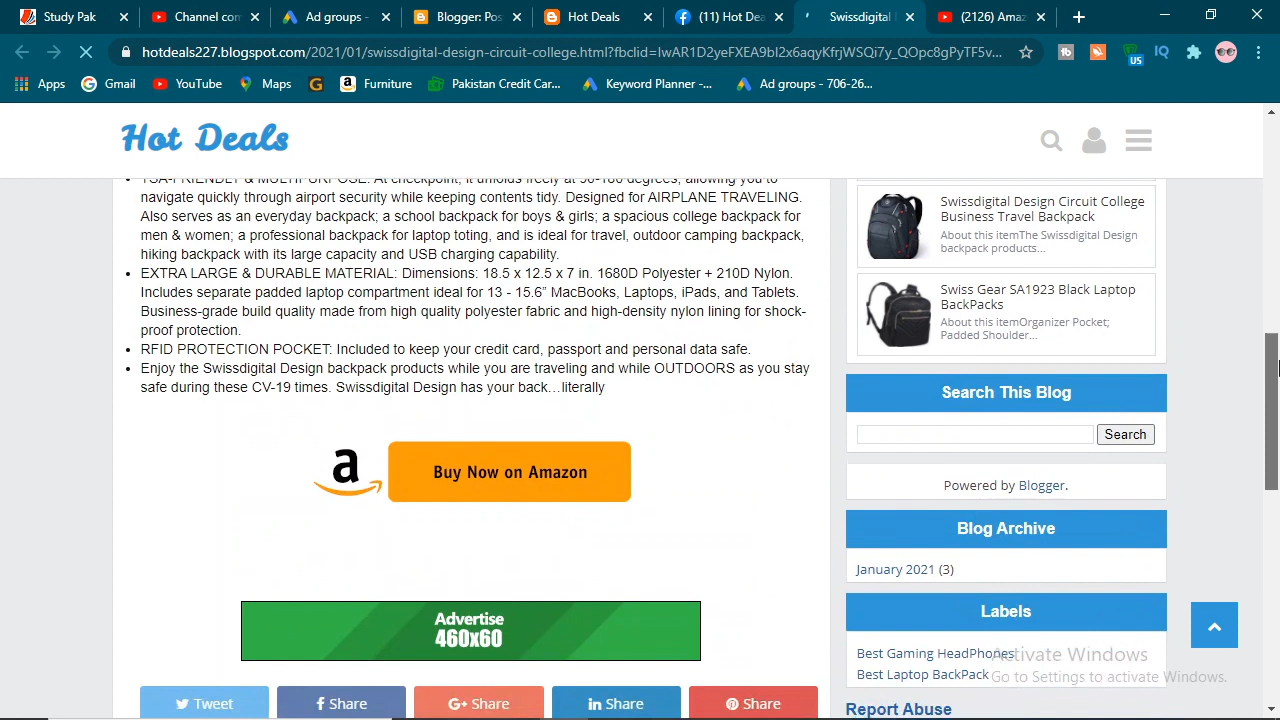 Study Pak
Channel con
Ad groups -
Blogger: Pos
Hot Deals
(11) Hot Dea
Swissdigital
(2126) Amaz
hotdeals227.blogspot.com/2021/01/swissdigital-design-circuit-college.html?fbclid=IwAR1D2yeFXEA9bI2x6aqyKfrjWSQi7y_QOpc8gPyTF5v...
US
IQ
Apps
Gmail
YouTube
Maps
Furniture
Pakistan Credit Car...
Keyword Planner -...
Ad groups - 706-26...
Hot Deals
TSA-FRIENDLY & MULTIPURPOSE: At checkpoint, it unfolds freely at 90-180 degrees, allowing you to
navigate quickly through airport security while keeping contents tidy. Designed for AIRPLANE TRAVELING.
Also serves as an everyday backpack; a school backpack for boys & girls; a spacious college backpack for
men & women; a professional backpack for laptop toting, and is ideal for travel, outdoor camping backpack,
hiking backpack with its large capacity and USB charging capability.
EXTRA LARGE & DURABLE MATERIAL: Dimensions: 18.5 x 12.5 x 7 in. 1680D Polyester + 210D Nylon.
Includes separate padded laptop compartment ideal for 13 - 15.6” MacBooks, Laptops, iPads, and Tablets.
Business-grade build quality made from high quality polyester fabric and high-density nylon lining for shock-
proof protection.
RFID PROTECTION POCKET: Included to keep your credit card, passport and personal data safe.
Enjoy the Swissdigital Design backpack products while you are traveling and while OUTDOORS as you stay
safe during these CV-19 times. Swissdigital Design has your back…literally
a
Buy Now on Amazon
Advertise
460x60
Tweet
Share
Share
Share
Share
Swissdigital Design Circuit College
Business Travel Backpack
About this itemThe Swissdigital Design
backpack products...
Swiss Gear SA1923 Black Laptop
BackPacks
About this itemOrganizer Pocket;
Padded Shoulder...
Search This Blog
Search
Powered by Blogger.
Blog Archive
January 2021 (3)
Labels
Best Gaming HeadPhones
Best Laptop BackPack
Activate Windows
Go to Settings to activate Windows.
Report Abuse